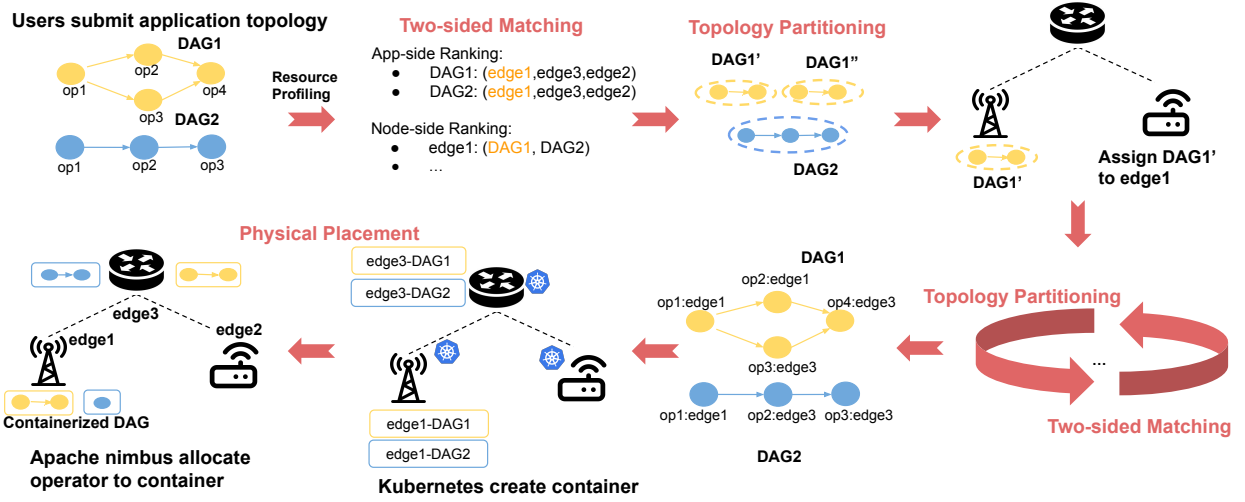 Users submit application topology
DAG1
op1
op2
op3
op4
DAG2
op1
op2
op3
Resource
Profiling
Two-sided Matching
App-side Ranking:
● DAG1: (edge1,edge3,edge2)
● DAG2: (edge1,edge3,edge2)
Node-side Ranking:
● edge1: (DAG1, DAG2)
● ...
Topology Partitioning
DAG1'
DAG1''
DAG2
DAG1'
Assign DAG1'
to edge1
Topology Partitioning
...
Two-sided Matching
DAG1
op1:edge1
op2:edge1
op3:edge3
op4:edge3
op1:edge1
op2:edge3
op3:edge3
DAG2
Physical Placement
edge3-DAG1
edge3-DAG2
edge1-DAG1
edge1-DAG2
Kubernetes create container
edge3
edge1
edge2
Containerized DAG
Apache nimbus allocate
operator to container